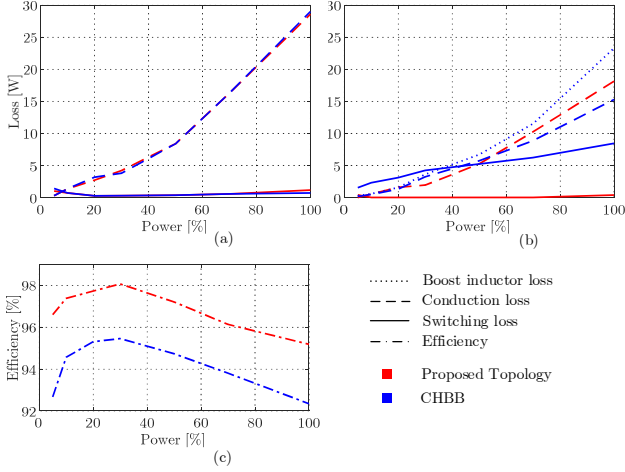 30
25
20
15
10
5
0
Loss [W]
0
20
40
60
80
100
Power [%]
(a)
30
25
20
15
10
5
0
0
20
40
60
80
100
Power [%]
(b)
98
96
94
92
Efficiency [%]
0
20
40
60
80
100
Power [%]
(c)
Boost inductor loss
Conduction loss
Switching loss
Efficiency
Proposed Topology
CHBB